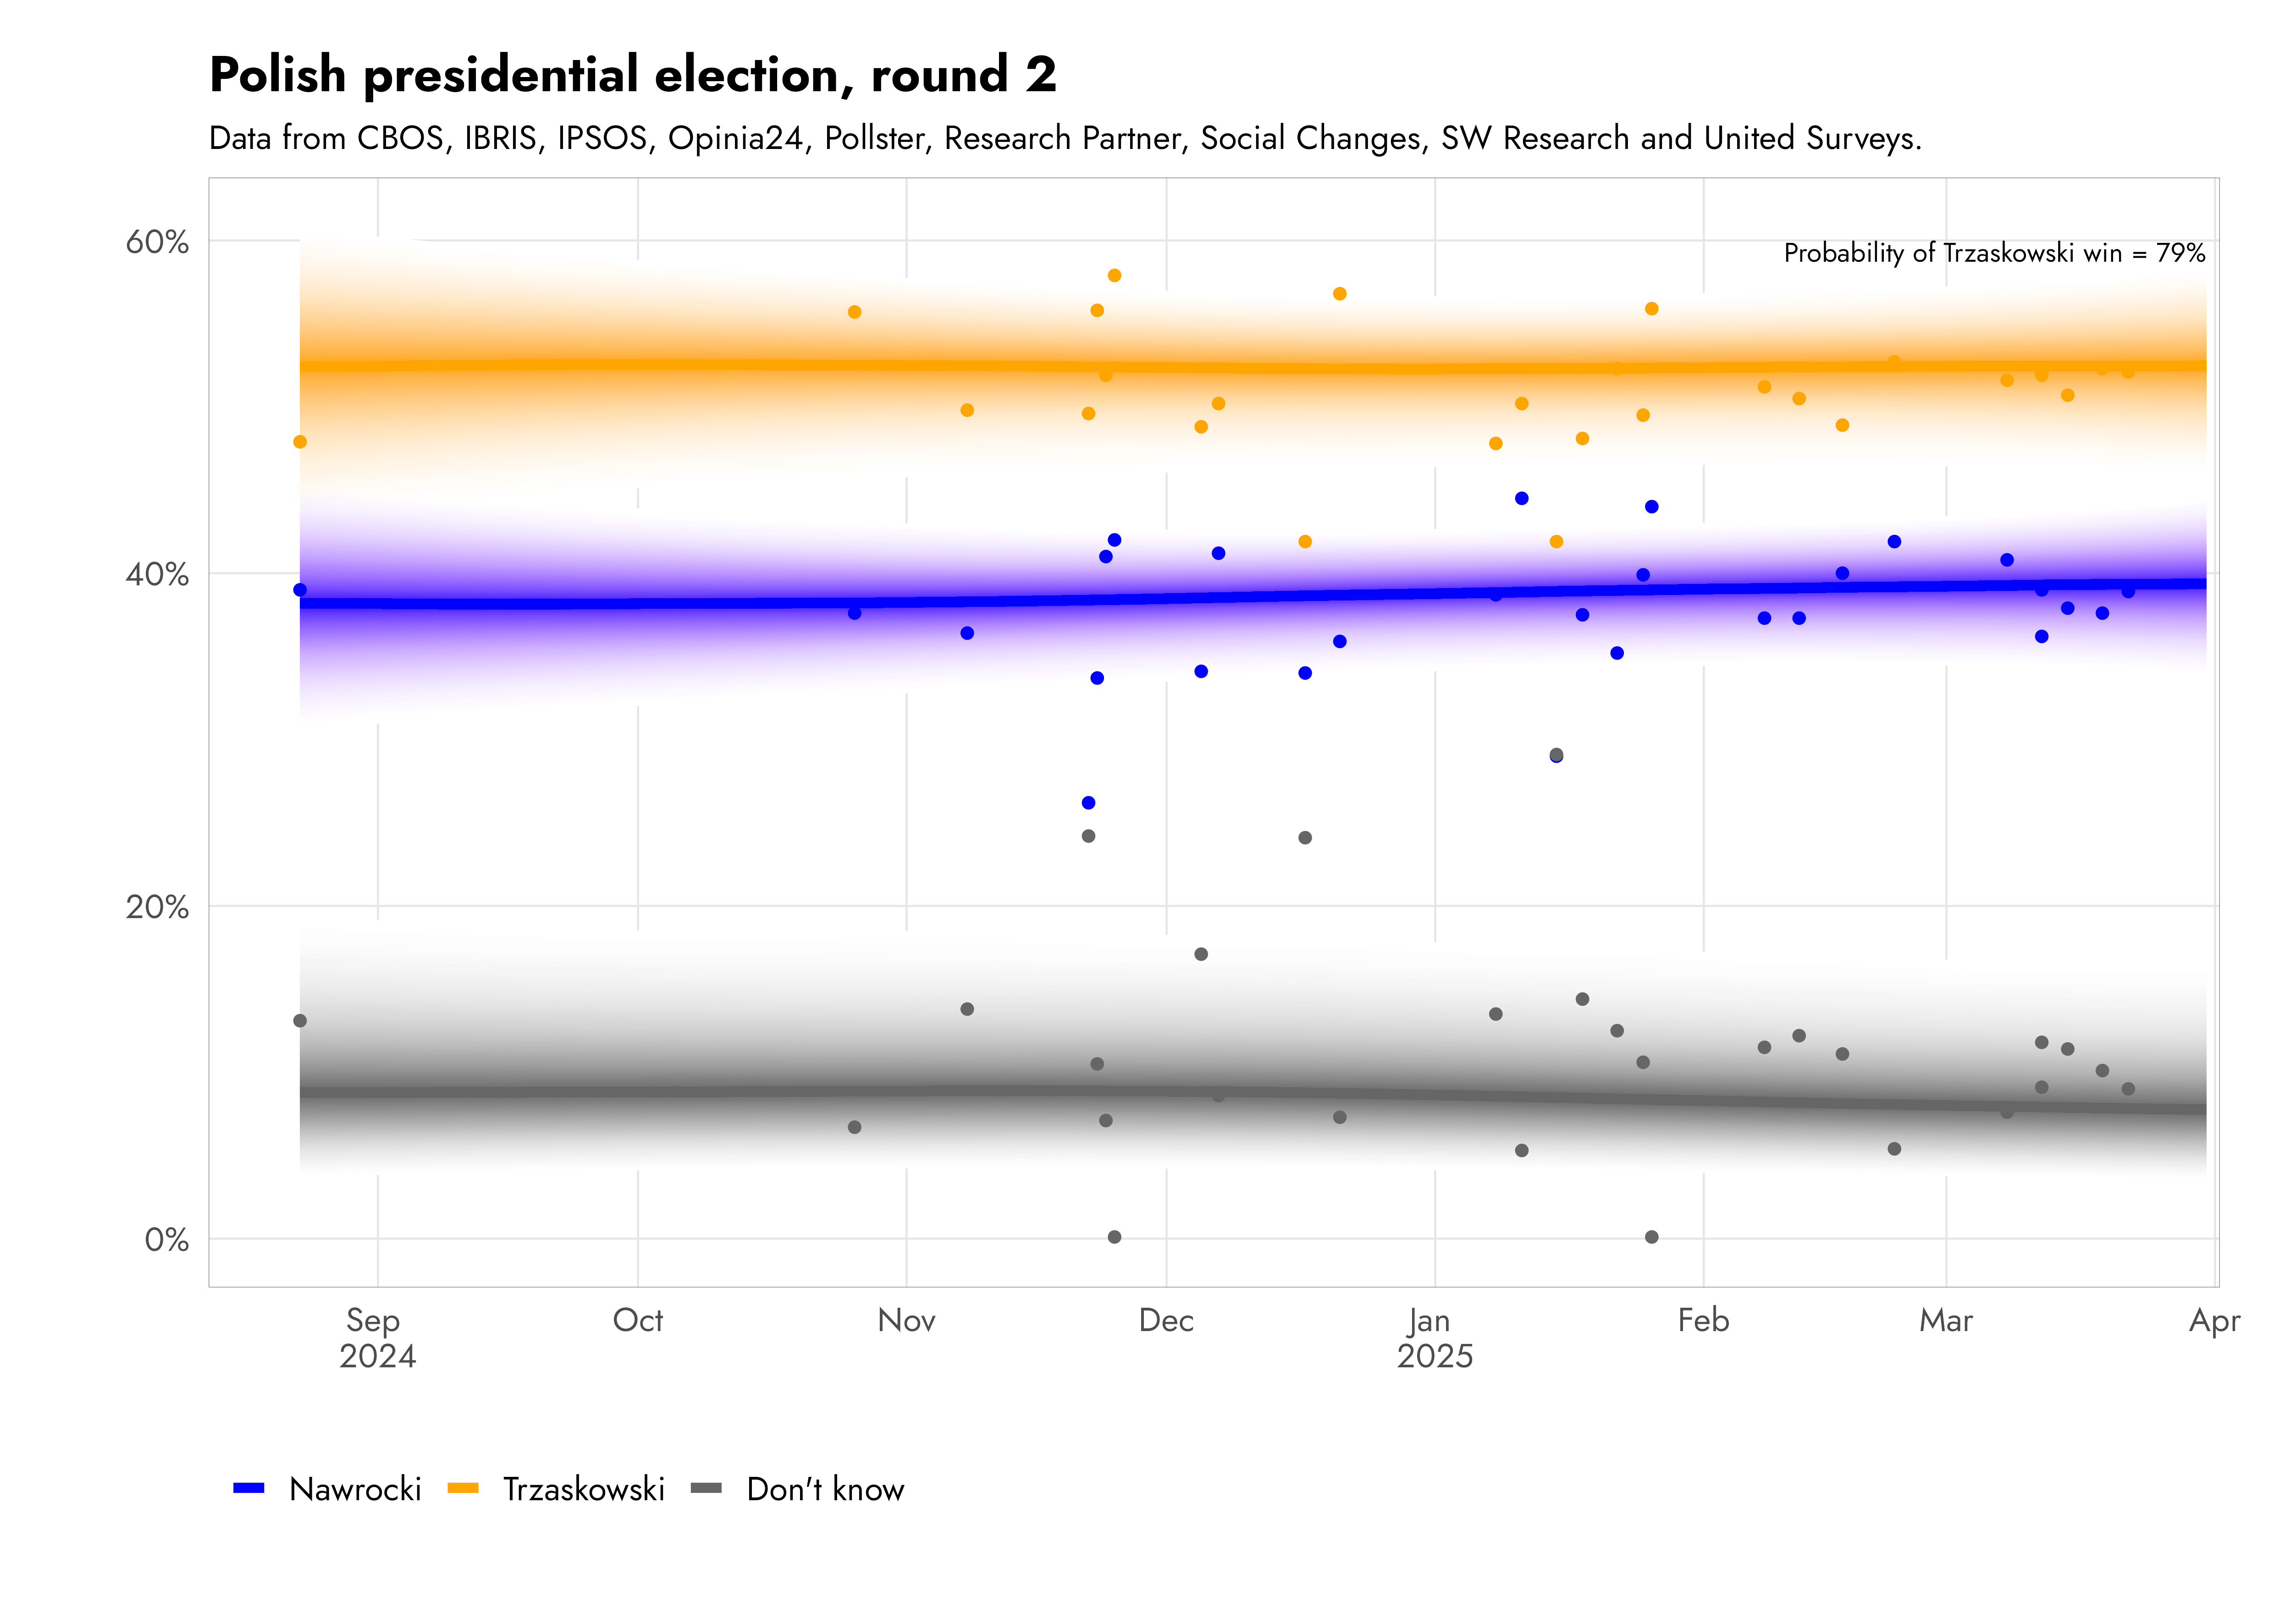 Polish presidential election, round 2
Data from CBOS, IBRIS, IPSOS, Opinia24, Pollster, Research Partner, Social Changes, SW Research and United Surveys.
60%
Probability of Trzaskowski win = 79%
40%
20%
0%
Sep Oct Nov Dec Jan Feb Mar Apr
2024 2025
Nawrocki Trzaskowski Don't know